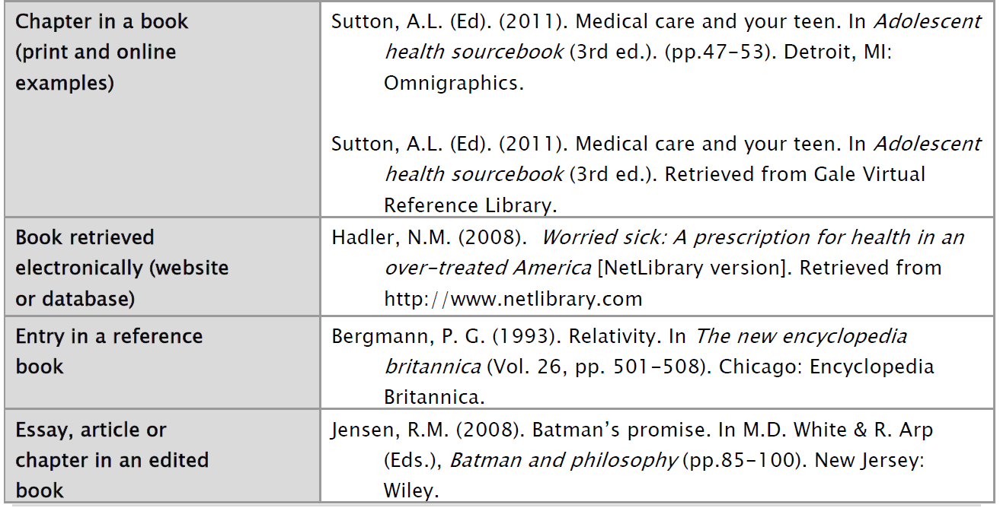 Chapter in a book
(print and online
examples)
Sutton, A.L. (Ed). (2011). Medical care and your teen. In Adolescent
health sourcebook (3rd ed.). (pp.47-53). Detroit, MI:
Omnigraphics.
Sutton, A.L. (Ed). (2011). Medical care and your teen. In Adolescent
health sourcebook (3rd ed.). Retrieved from Gale Virtual
Reference Library.
Book retrieved
electronically (website
or database)
Hadler, N.M. (2008).  Worried sick: A prescription for health in an
over-treated America [NetLibrary version]. Retrieved from
http://www.netlibrary.com
Entry in a reference
book
Bergmann, P. G. (1993). Relativity. In The new encyclopedia
britannica (Vol. 26, pp. 501-508). Chicago: Encyclopedia
Britannica.
Essay, article or
chapter in an edited
book
Jensen, R.M. (2008). Batman’s promise. In M.D. White & R. Arp
(Eds.), Batman and philosophy (pp.85-100). New Jersey:
Wiley.